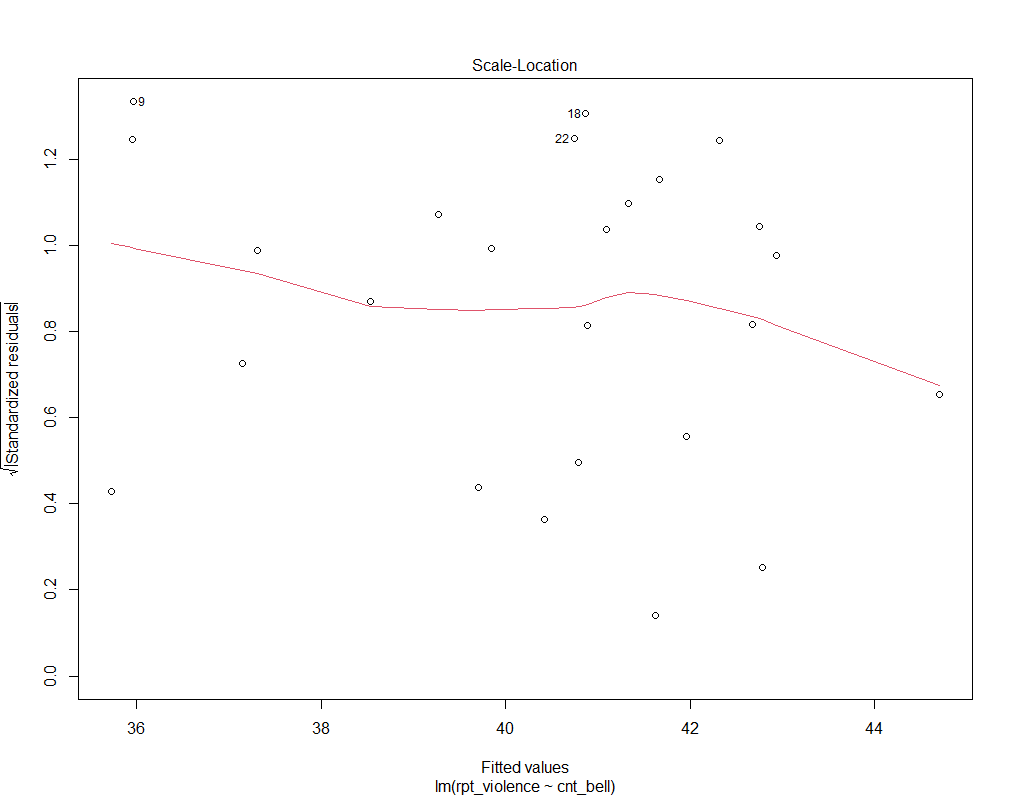 Scale-Location
9
18
22
1.2
1.0
0.8
0.6
0.4
0.2
0.0
√|Standardized residuals|
36 38 40 42 44
Fitted values
lm(rpt_violence ~ cnt_bell)